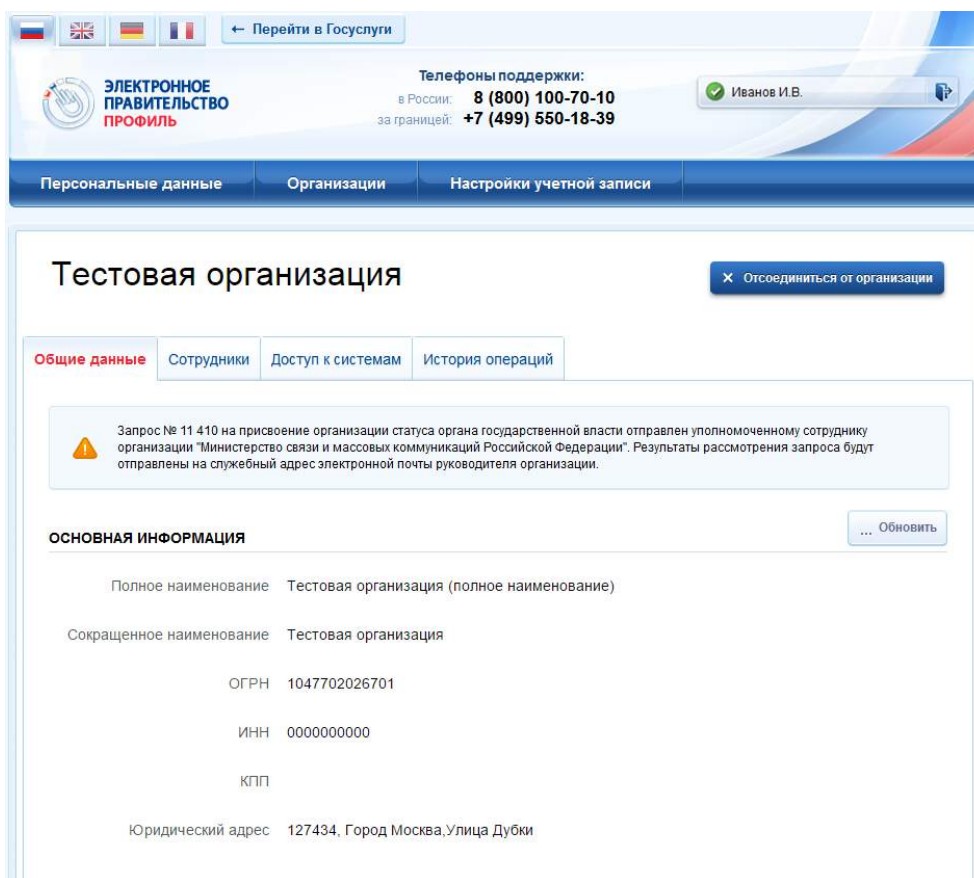 ← Перейти в Госуслуги
ЭЛЕКТРОННОЕ
ПРАВИТЕЛЬСТВО
ПРОФИЛЬ
Телефоны поддержки:
в России: 8 (800) 100-70-10
за границей: +7 (499) 550-18-39
Иванов И.В.
Персональные данные Организации Настройки учетной записи
Тестовая организация
× Отсоединиться от организации
Общие данные Сотрудники Доступ к системам История операций
Запрос № 11 410 на присвоение организации статуса органа государственной власти отправлен уполномоченному сотруднику
организации "Министерство связи и массовых коммуникаций Российской Федерации". Результаты рассмотрения запроса будут
отправлены на служебный адрес электронной почты руководителя организации.
ОСНОВНАЯ ИНФОРМАЦИЯ
... Обновить
Полное наименование Тестовая организация (полное наименование)
Сокращенное наименование Тестовая организация
ОГРН 1047702026701
ИНН 0000000000
КПП
Юридический адрес 127434, Город Москва,Улица Дубки